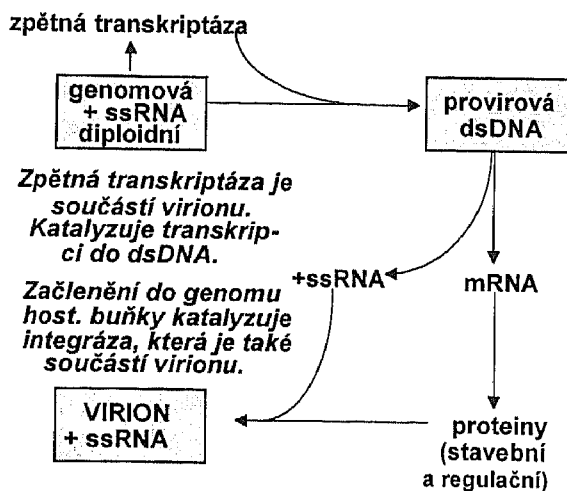 zpětná transkriptáza
genomová
+ ssRNA
diploidní
provirová
dsDNA
Zpětná transkriptáza je
součástí virionu.
Katalyzuje transkrip-
ci do dsDNA.
+ssRNA
mRNA
Začlenění do genomu
host. buňky katalyzuje
integráza, která je také
součástí virionu.
VIRION
+ ssRNA
proteiny
(stavební
a regulační)